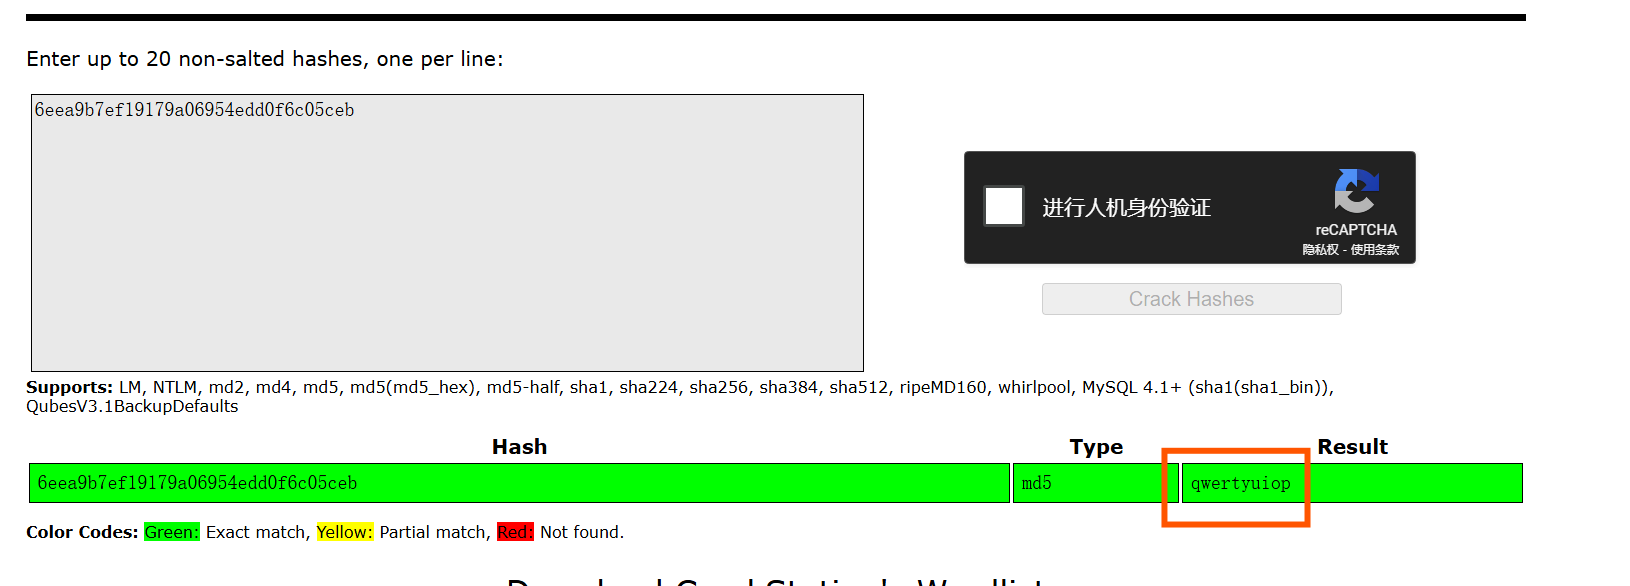 Enter up to 20 non-salted hashes, one per line:
6eea9b7ef19179a06954edd0f6c05ceb
进行人机身份验证
reCAPTCHA
隐私权 - 使用条款
Crack Hashes
Supports: LM, NTLM, md2, md4, md5, md5(md5_hex), md5-half, sha1, sha224, sha256, sha384, sha512, ripeMD160, whirlpool, MySQL 4.1+ (sha1(sha1_bin)),
QubesV3.1BackupDefaults
Hash Type Result
6eea9b7ef19179a06954edd0f6c05ceb md5 qwertyuiop
Color Codes: Green: Exact match, Yellow: Partial match, Red: Not found.